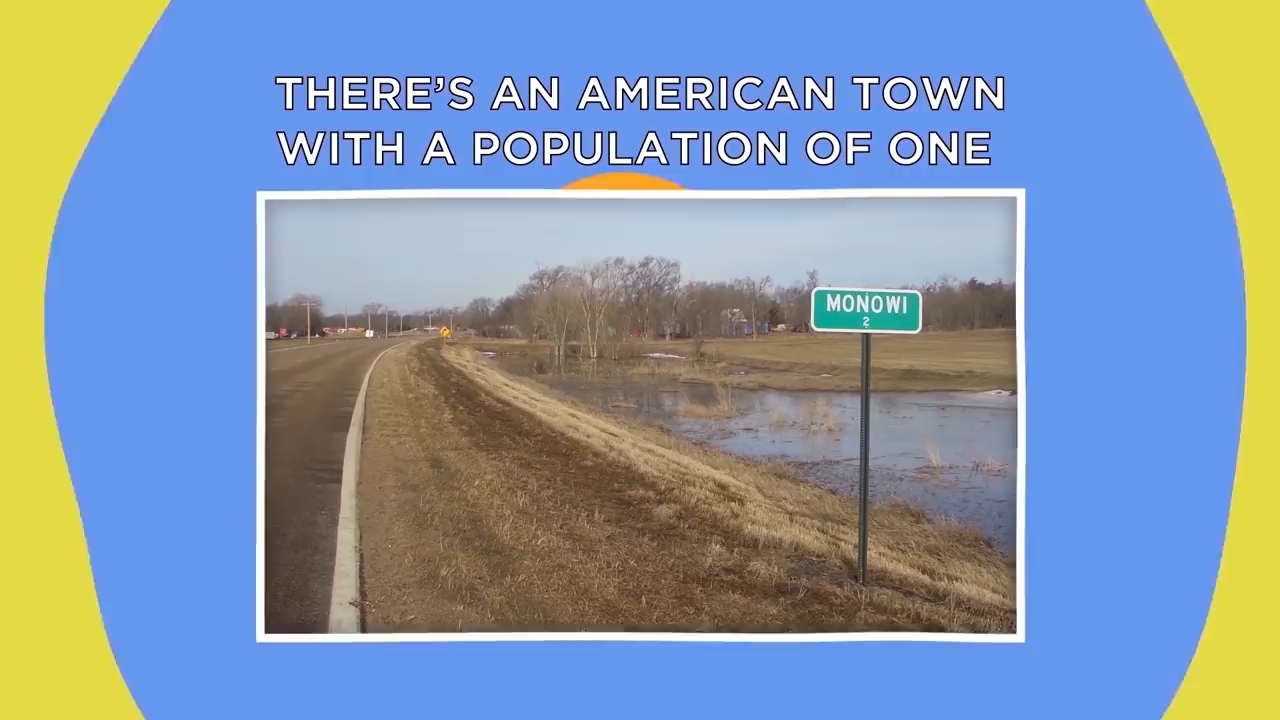 THERE'S AN AMERICAN TOWN
WITH A POPULATION OF ONE
MONOWI
2